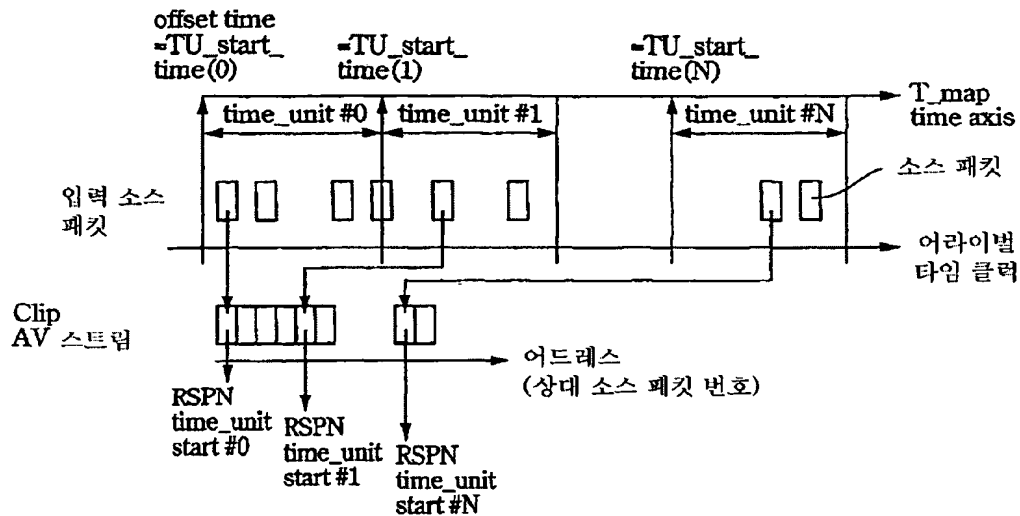 offset time
=TU_start_
time(0)
=TU_start_
time(1)
=TU_start_
time(N)
T_map
time axis
time_unit #0
time_unit #1
time_unit #N
소스 패킷
입력 소스
패킷
어라이벌
타임 클럭
Clip
AV 스트림
어드레스
(상대 소스 패킷 번호)
RSPN
time_unit
start #0
RSPN
time_unit
start #1
RSPN
time_unit
start #N